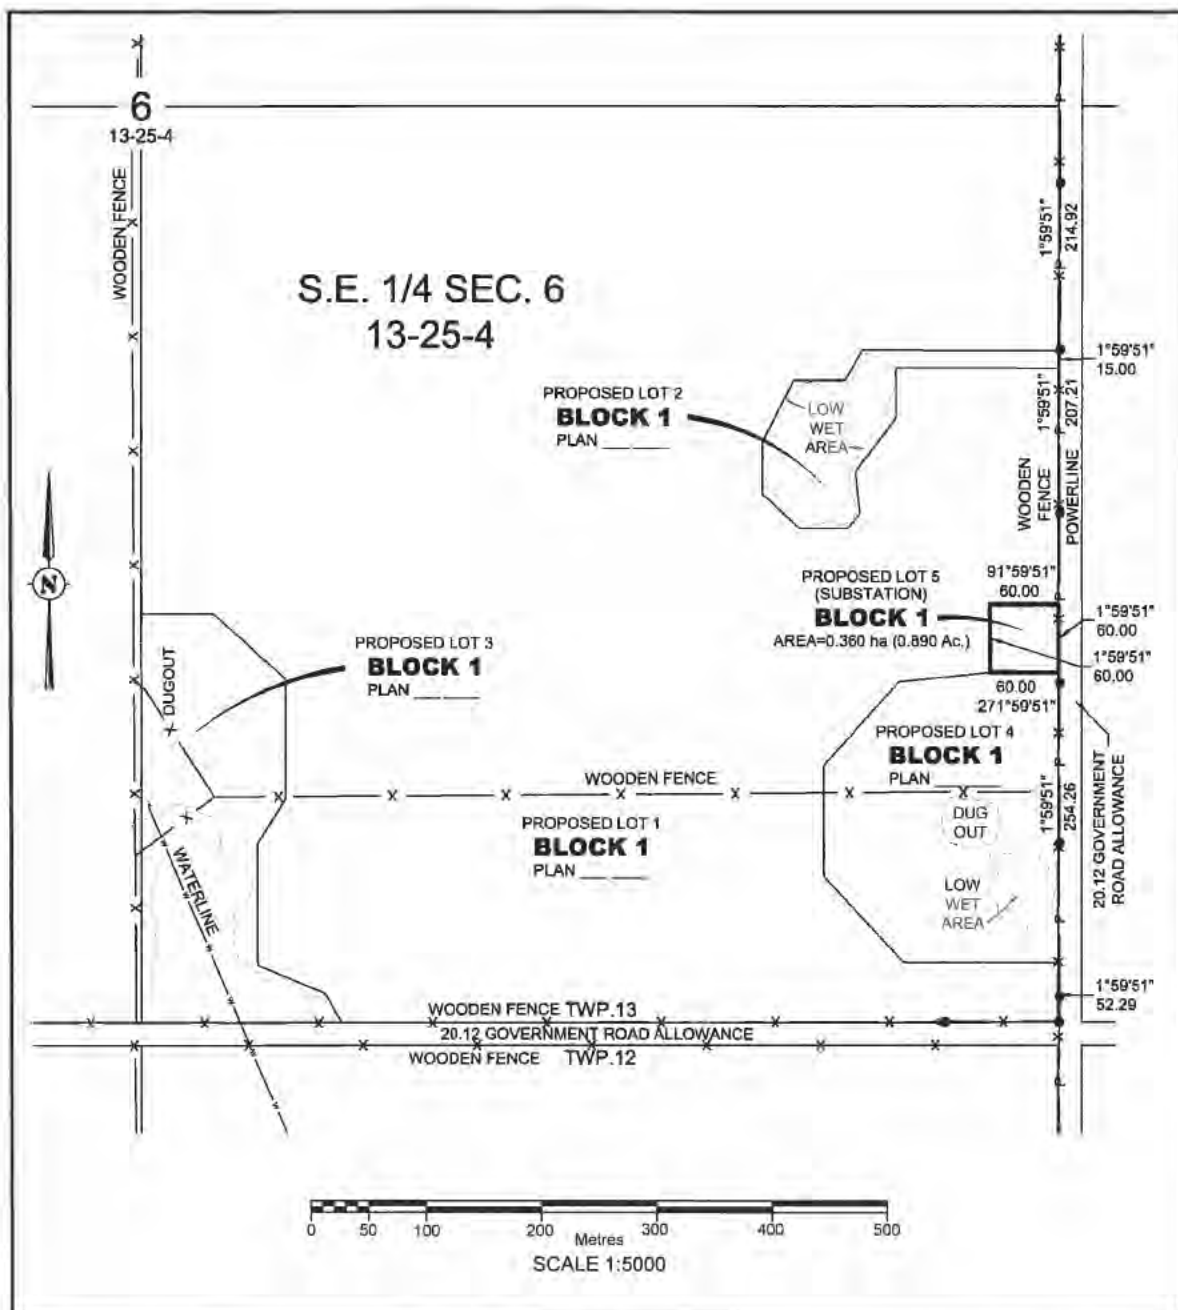 6
13-25-4
WOODEN FENCE
S.E. 1/4 SEC. 6
13-25-4
1°59'51"
214.92
1°59'51"
15.00
PROPOSED LOT 2
BLOCK 1
PLAN
LOW
WET
AREA
1°59'51"
207.21
WOODEN
FENCE
POWERLINE
N
PROPOSED LOT 5
(SUBSTATION)
BLOCK 1
AREA=0.360 ha (0.890 Ac.)
91°59'51"
60.00
1°59'51"
60.00
1°59'51"
60.00
60.00
271°59'51"
DUGOUT
PROPOSED LOT 3
BLOCK 1
PLAN
PROPOSED LOT 4
BLOCK 1
PLAN
WOODEN FENCE
DUG
OUT
1°59'51"
254.26
20.12 GOVERNMENT
ROAD ALLOWANCE
PROPOSED LOT 1
BLOCK 1
PLAN
WATERLINE
LOW
WET
AREA
1°59'51"
52.29
WOODEN FENCE TWP.13
20.12 GOVERNMENT ROAD ALLOWANCE
WOODEN FENCE TWP.12
0 50 100 200 300 400 500
Metres
SCALE 1:5000